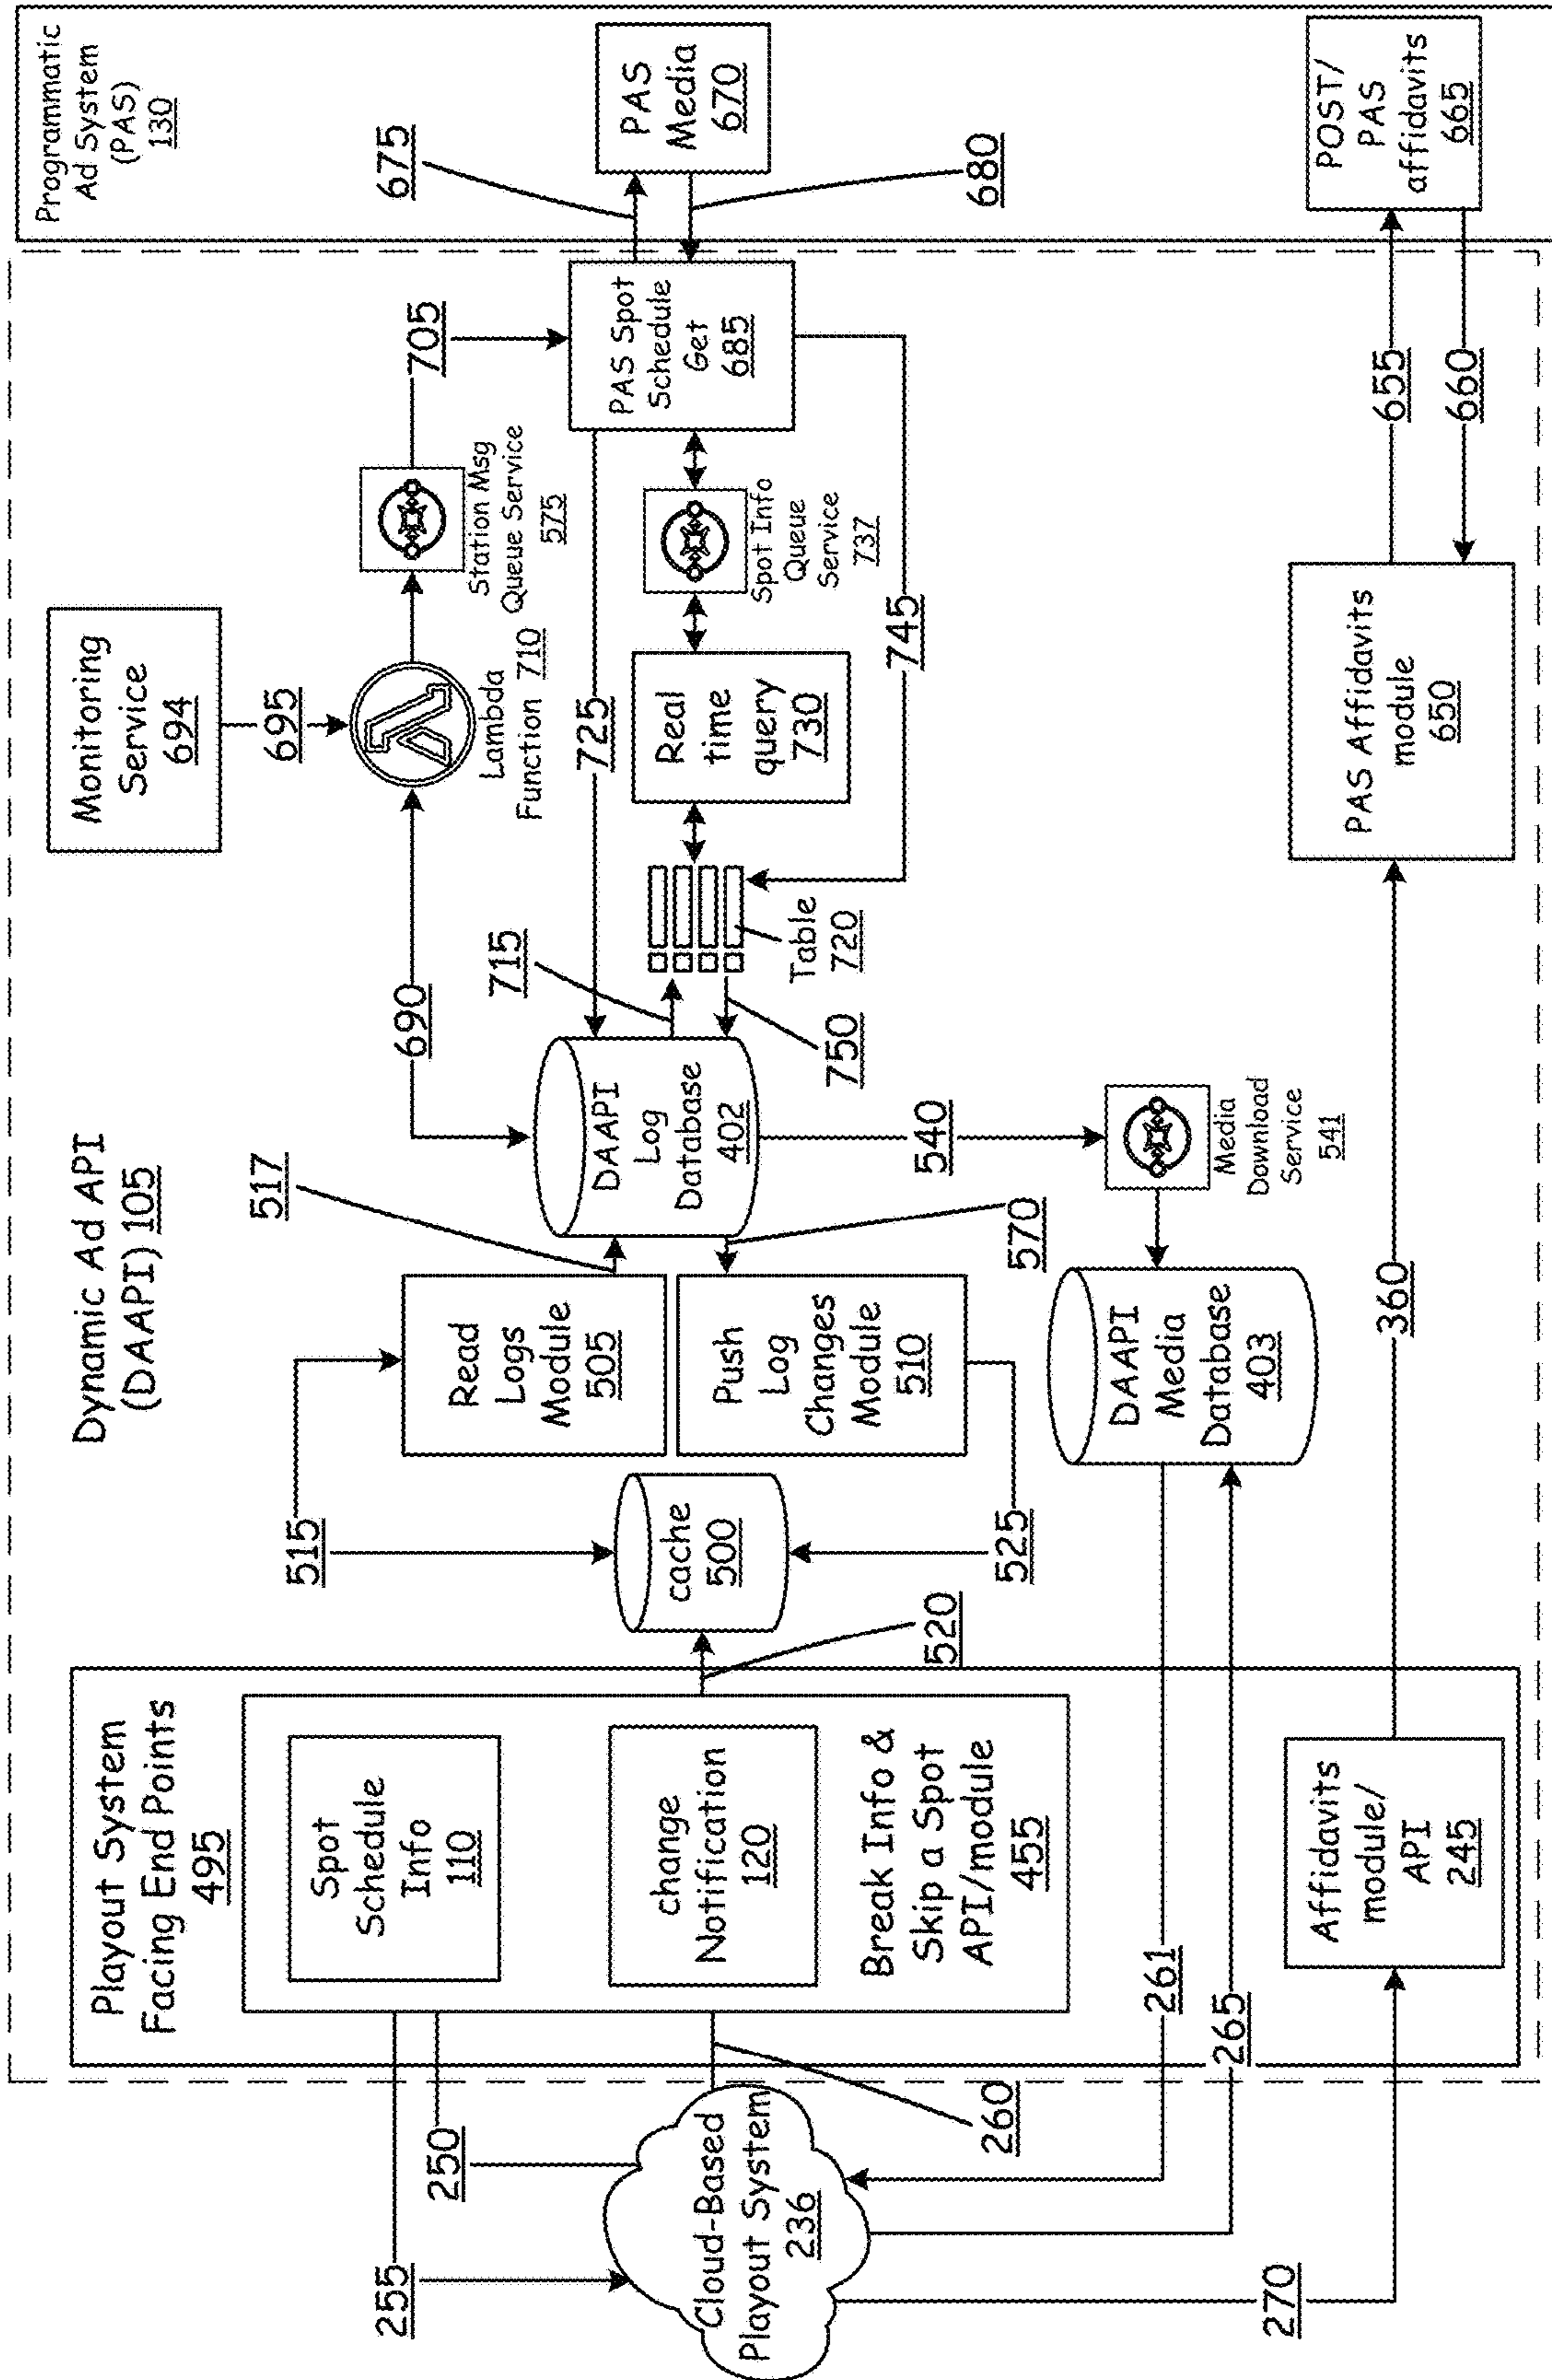 Dynamic Ad API
(DAAPI) 105
Programmatic
Ad System
(PAS)
130
Playout System
Facing End Points
495
Spot
Schedule
Info
110
change
Notification
120
Break Info &
Skip a Spot
API/module
455
Affidavits
module/
API
245
Cloud-Based
Playout System
236
255
250
260
261
265
270
515
520
525
cache
500
Read
Logs
Module
505
Push
Log
Changes
Module
510
517
570
DAAPI
Log
Database
402
DAAPI
Media
Database
403
540
Media
Download
Service
541
690
715
750
Table
720
Monitoring
Service
694
695
Lambda
Function 710
Station Msg
Queue Service
575
705
725
Real
time
query
730
Spot Info
Queue
Service
737
745
PAS Spot
Schedule
Get
685
675
680
PAS
Media
670
360
PAS Affidavits
module
650
655
660
POST/
PAS
affidavits
665